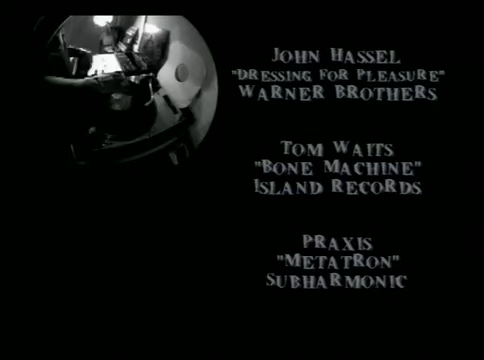 JOHN HASSEL
"DRESSING FOR PLEASURE"
WARNER BROTHERS
TOM WAITS
"BONE MACHINE"
ISLAND RECORDS
PRAXIS
"METATRON"
SUBHARMONIC